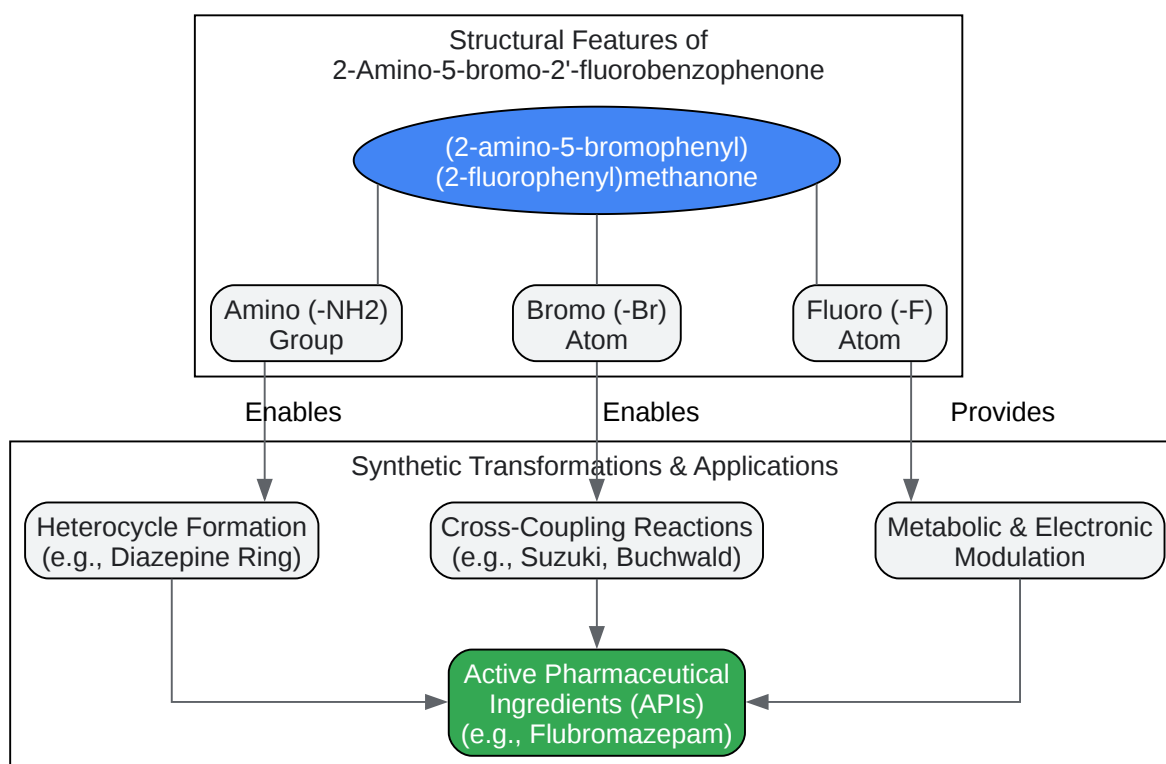 Structural Features of
2-Amino-5-bromo-2'-fluorobenzophenone
(2-amino-5-bromophenyl)
(2-fluorophenyl)methanone
Amino (-NH2)
Group
Bromo (-Br)
Atom
Fluoro (-F)
Atom
Enables
Enables
Provides
Synthetic Transformations & Applications
Heterocycle Formation
(e.g., Diazepine Ring)
Cross-Coupling Reactions
(e.g., Suzuki, Buchwald)
Metabolic & Electronic
Modulation
Active Pharmaceutical
Ingredients (APIs)
(e.g., Flubromazepam)